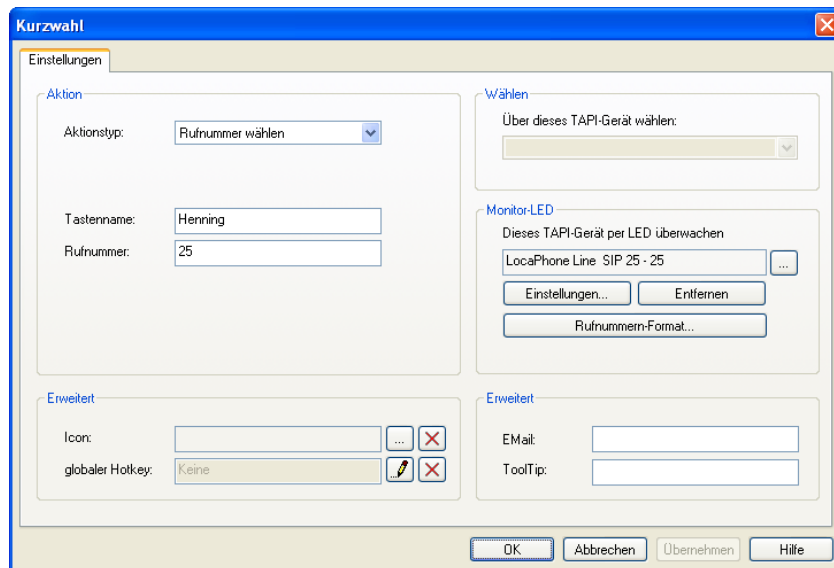 Kurzwahl
Einstellungen
Aktion
Aktionstyp: Rufnummer wählen
Tastenname: Henning
Rufnummer: 25
Wählen
Über dieses TAPI-Gerät wählen:
Monitor-LED
Dieses TAPI-Gerät per LED überwachen
LocaPhone Line SIP 25 - 25 ...
Einstellungen... Entfernen
Rufnummern-Format...
Erweitert
Icon: ...
globaler Hotkey: Keine
Erweitert
EMail:
ToolTip:
OK Abbrechen Übernehmen Hilfe